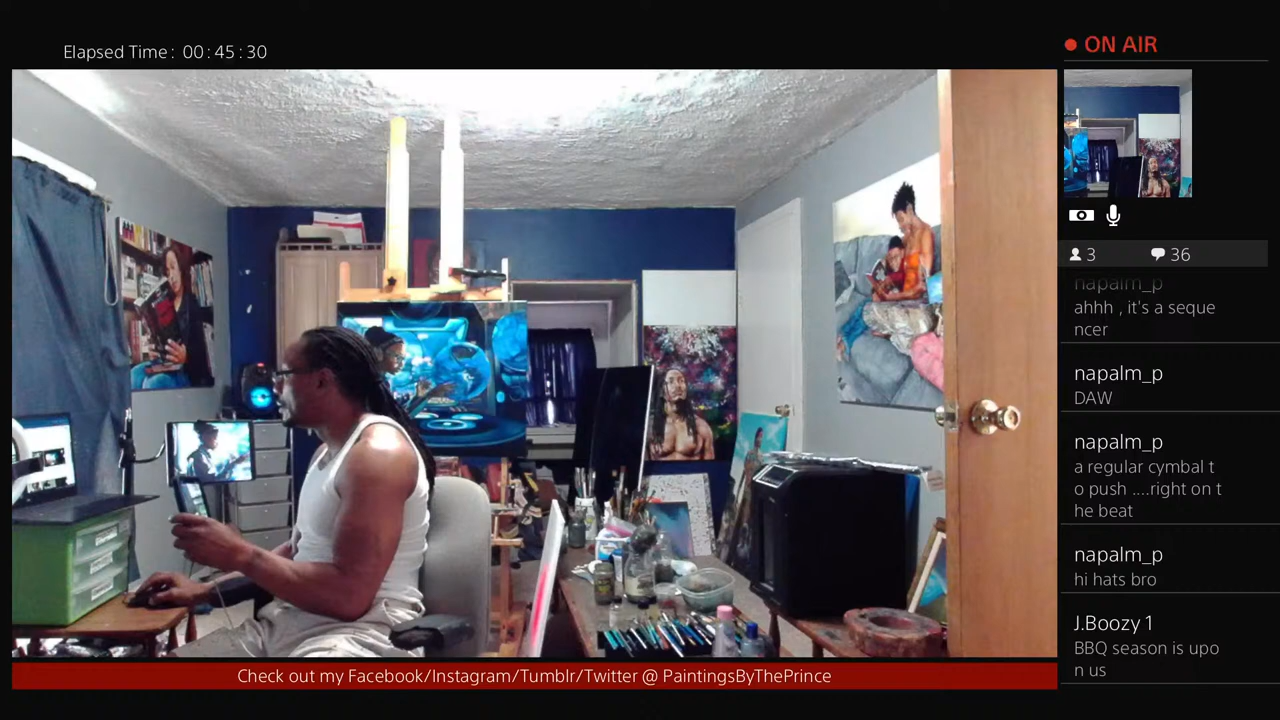 Elapsed Time: 00:45:30
ON AIR
3 36
napalm_p
ahhh , it's a seque
ncer
napalm_p
DAW
napalm_p
a regular cymbal t
o push ....right on t
he beat
napalm_p
hi hats bro
J.Boozy 1
BBQ season is upo
n us
Check out my Facebook/Instagram/Tumblr/Twitter @ PaintingsByThePrince